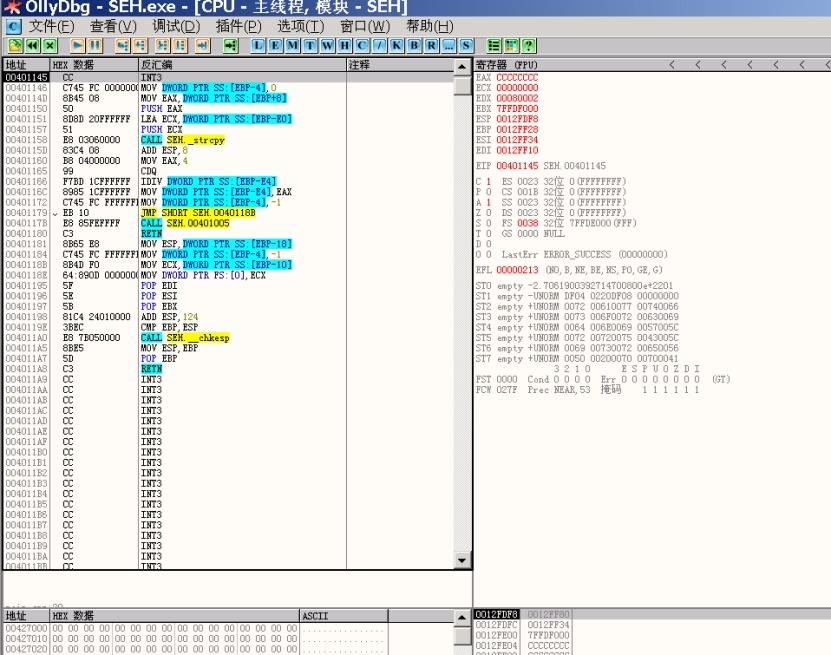 OllyDbg - SEH.exe - [CPU - 主线程, 模块 - SEH]
C 文件(F) 查看(V) 调试(D) 插件(P) 选项(T) 窗口(W) 帮助(H)
L E M T W H C / K B R ... S ?
地址 HEX 数据 反汇编 注释
00401145 CC INT3
00401146 C745 FC 0000000 MOV DWORD PTR SS:[EBP-4],0
0040114D 8B45 08 MOV EAX,DWORD PTR SS:[EBP+8]
00401150 50 PUSH EAX
00401151 8D8D 20FFFFFF LEA ECX,DWORD PTR SS:[EBP-E0]
00401157 51 PUSH ECX
00401158 E8 03060000 CALL SEH._strcpy
0040115D 83C4 08 ADD ESP,8
00401160 B8 04000000 MOV EAX,4
00401165 99 CDQ
00401166 F7BD 1CFFFFFF IDIV DWORD PTR SS:[EBP-E4]
0040116C 8985 1CFFFFFF MOV DWORD PTR SS:[EBP-E4],EAX
00401172 C745 FC FFFFFF MOV DWORD PTR SS:[EBP-4],-1
00401179 EB 10 JMP SHORT SEH.0040118B
0040117B E8 85FEFFFF CALL SEH.00401005
00401180 C3 RETN
00401181 8B65 E8 MOV ESP,DWORD PTR SS:[EBP-18]
00401184 C745 FC FFFFFF MOV DWORD PTR SS:[EBP-4],-1
0040118B 8B4D F0 MOV ECX,DWORD PTR SS:[EBP-10]
0040118E 64:890D 0000000 MOV DWORD PTR FS:[0],ECX
00401195 5F POP EDI
00401196 5E POP ESI
00401197 5B POP EBX
00401198 81C4 24010000 ADD ESP,124
0040119E 3BEC CMP EBP,ESP
004011A0 E8 7B050000 CALL SEH.__chkesp
004011A5 8BE5 MOV ESP,EBP
004011A7 5D POP EBP
004011A8 C3 RETN
004011A9 CC INT3
004011AA CC INT3
004011AB CC INT3
004011AC CC INT3
004011AD CC INT3
004011AE CC INT3
004011AF CC INT3
004011B0 CC INT3
004011B1 CC INT3
004011B2 CC INT3
004011B3 CC INT3
004011B4 CC INT3
004011B5 CC INT3
004011B6 CC INT3
004011B7 CC INT3
004011B8 CC INT3
004011B9 CC INT3
004011BA CC INT3
004011BB CC INT3
寄存器 (FPU) < < < < < < <
EAX CCCCCCCC
ECX 00000000
EDX 00080002
EBX 7FFDF000
ESP 0012FDF8
EBP 0012FF28
ESI 0012FF34
EDI 0012FF10
EIP 00401145 SEH.00401145
C 1 ES 0023 32位 0(FFFFFFFF)
P 0 CS 001B 32位 0(FFFFFFFF)
A 1 SS 0023 32位 0(FFFFFFFF)
Z 0 DS 0023 32位 0(FFFFFFFF)
S 0 FS 0038 32位 7FFDE000(FFF)
T 0 GS 0000 NULL
D 0
O 0 LastErr ERROR_SUCCESS (00000000)
EFL 00000213 (NO,B,NE,BE,NS,PO,GE,G)
ST0 empty -2.7061900392714700800e+2201
ST1 empty -UNORM DF04 0220DF08 00000000
ST2 empty +UNORM 0072 00610077 00740066
ST3 empty +UNORM 0073 006F0072 00630069
ST4 empty +UNORM 0064 006E0069 0057005C
ST5 empty +UNORM 0072 00720075 0043005C
ST6 empty +UNORM 0069 00730072 00650056
ST7 empty +UNORM 0050 00200070 00700041
3 2 1 0 E S P U O Z D I
FST 0000 Cond 0 0 0 0 Err 0 0 0 0 0 0 0 0 (GT)
FCW 027F Prec NEAR,53 掩码 1 1 1 1 1 1
地址 HEX 数据 ASCII
00427000 00 00 00 00 00 00 00 00 00 00 00 00 00 00 00 00 ................
00427010 00 00 00 00 00 00 00 00 00 00 00 00 00 00 00 00 ................
00427020 00 00 00 00 00 00 00 00 00 00 00 00 00 00 00 00 ................
0012FDF8 0012FF80
0012FDFC 0012FF34
0012FE00 7FFDF000
0012FE04 CCCCCCCC